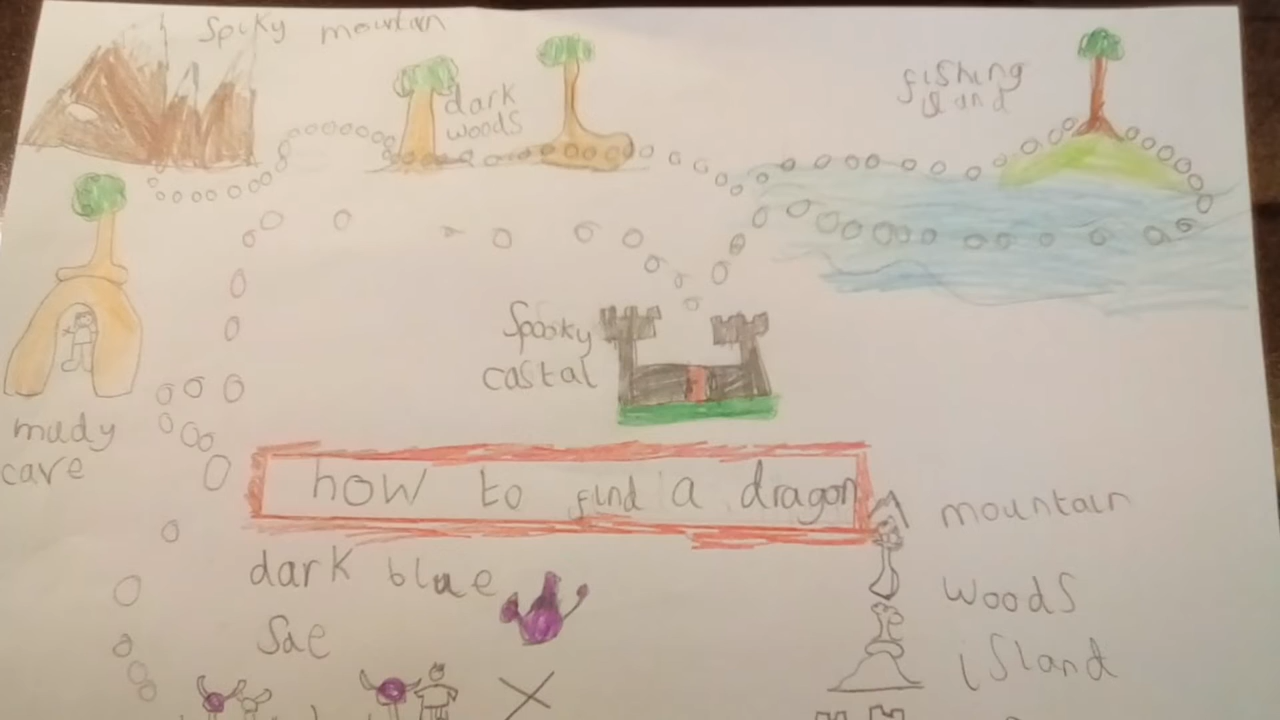 Spiky mountan
dark
woods
fishing
island
Spooky
castal
mudy
cave
how to find a dragon
dark blue
Sae
mountain
woods
island